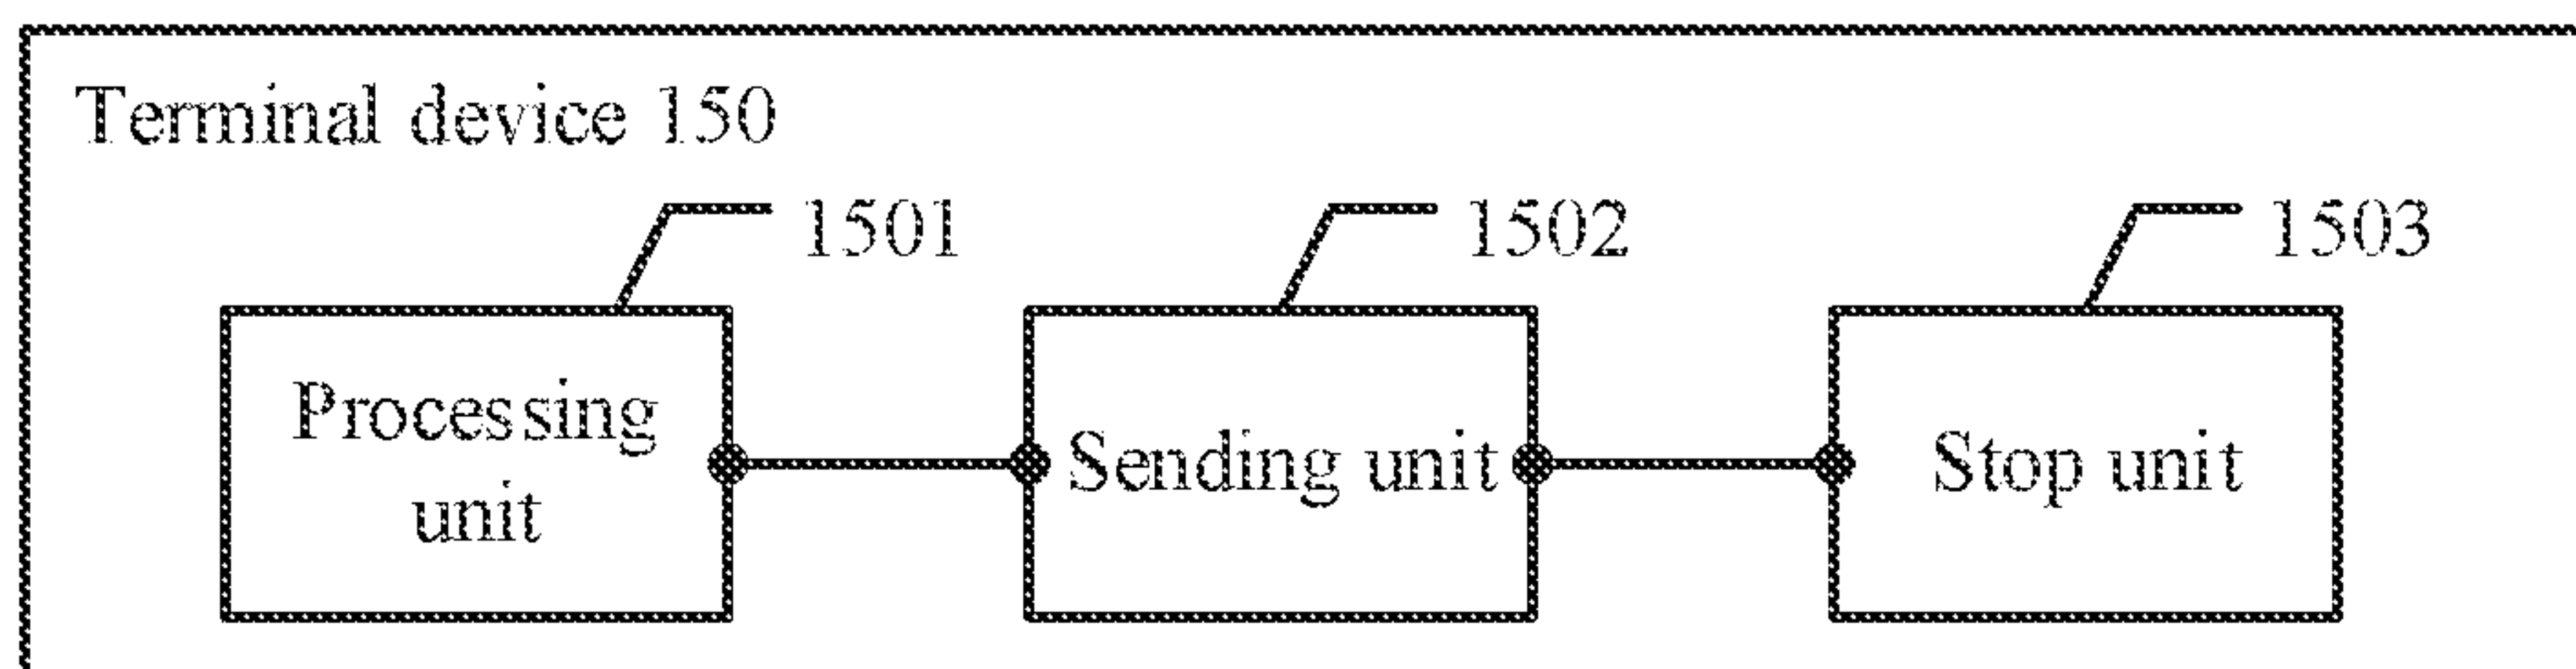 Terminal device 150
1501
1502
1503
Processing
unit
Sending unit
Stop unit